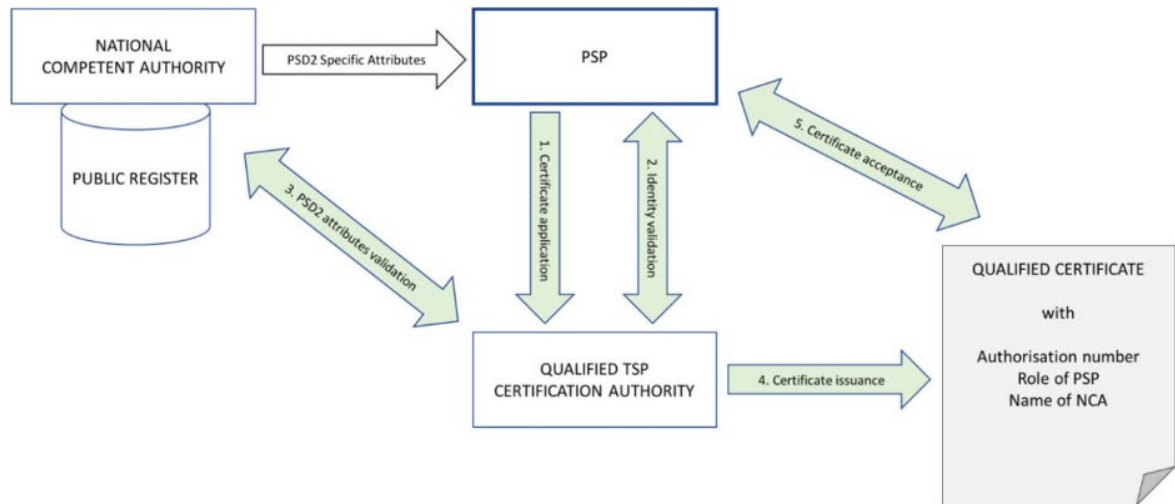 NATIONAL
COMPETENT AUTHORITY
PSD2 Specific Attributes
PSP
PUBLIC REGISTER
1. Certificate application
2. Identity validation
3. PSD2 attributes validation
5. Certificate acceptance
QUALIFIED TSP
CERTIFICATION AUTHORITY
4. Certificate issuance
QUALIFIED CERTIFICATE
with
Authorisation number
Role of PSP
Name of NCA